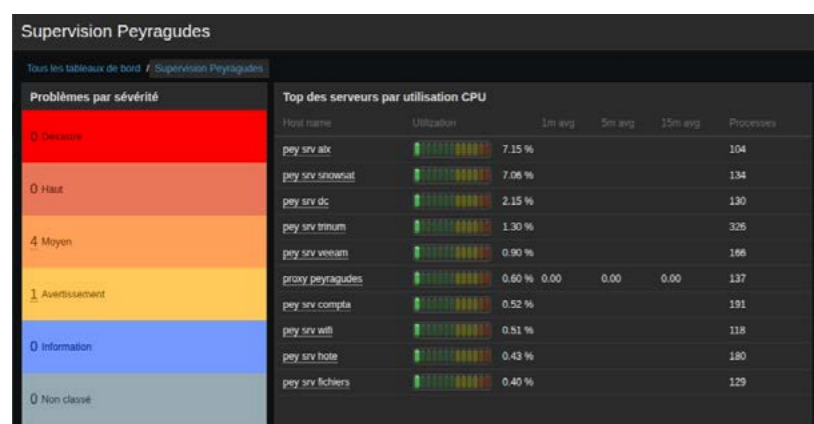 Supervision Peyragudes
Tous les tableaux de bord / Supervision Peyragudes
Problèmes par sévérité
0 Désastre
0 Haut
4 Moyen
1 Avertissement
0 Information
0 Non classé
Top des serveurs par utilisation CPU
Host name Utilization 1m avg 5m avg 15m avg Processes
pey srv alx 7.15 % 104
pey srv snowsat 7.06 % 134
pey srv dc 2.15 % 130
pey srv trinum 1.30 % 326
pey srv veeam 0.90 % 166
proxy peyragudes 0.60 % 0.00 0.00 0.00 137
pey srv compta 0.52 % 191
pey srv wifi 0.51 % 118
pey srv hote 0.43 % 180
pey srv fichiers 0.40 % 129